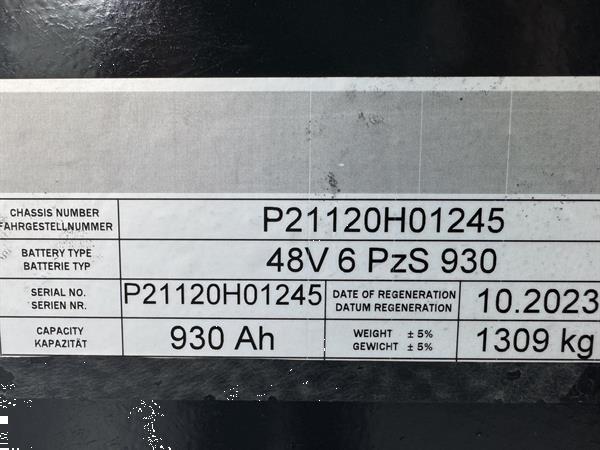 CHASSIS NUMBER
FAHRGESTELLNUMMER
P21120H01245
BATTERY TYPE
BATTERIE TYP
48V 6 PzS 930
SERIAL NO.
SERIEN NR.
P21120H01245
DATE OF REGENERATION
DATUM REGENERATION
10.2023
CAPACITY
KAPAZITÄT
930 Ah
WEIGHT ± 5%
GEWICHT ± 5%
1309 kg